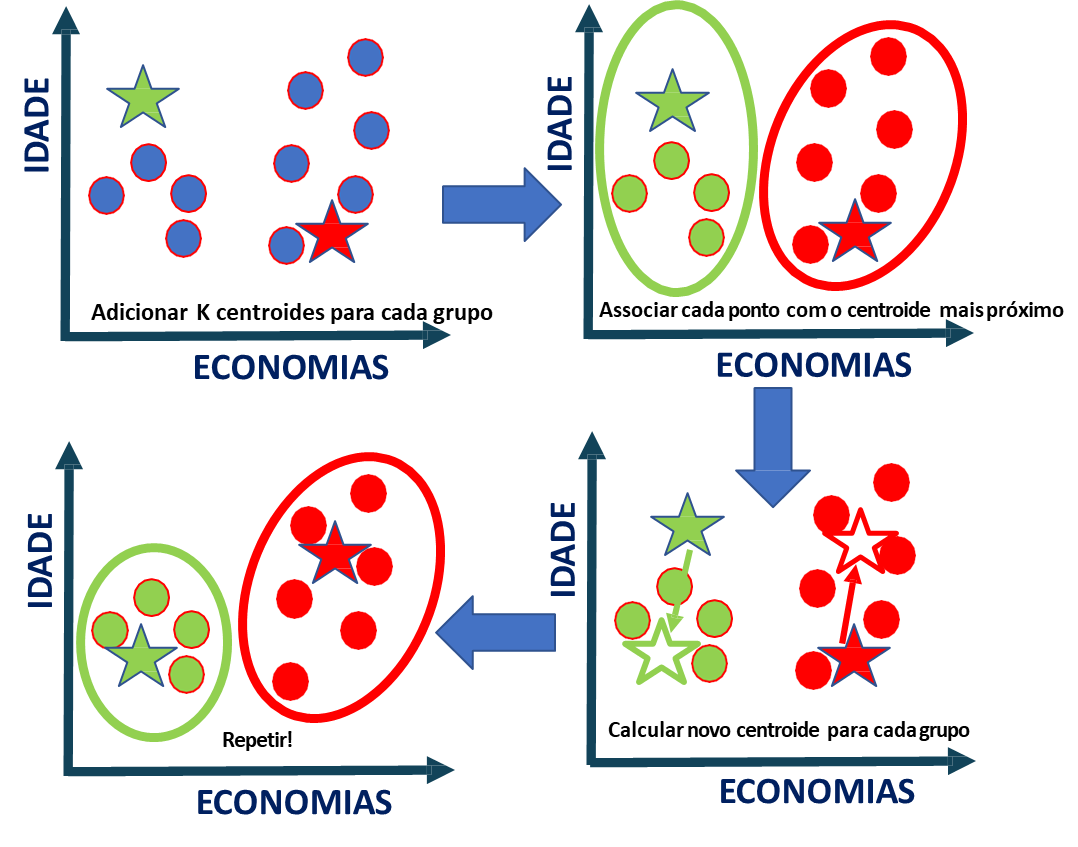 IDADE
Adicionar K centroides para cada grupo
ECONOMIAS
IDADE
Associar cada ponto com o centroide mais próximo
ECONOMIAS
IDADE
Repetir!
ECONOMIAS
IDADE
Calcular novo centroide para cada grupo
ECONOMIAS